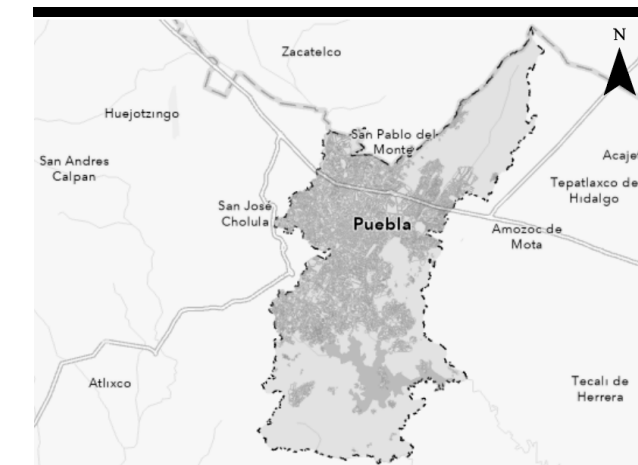 N
Zacatelco
Huejotzingo
San Pablo del
Monte
Acaje
San Andres
Calpan
Tepatlaxco de
Hidalgo
San José
Cholula
Puebla
Amozoc de
Mota
Atlixco
Tecali de
Herrera